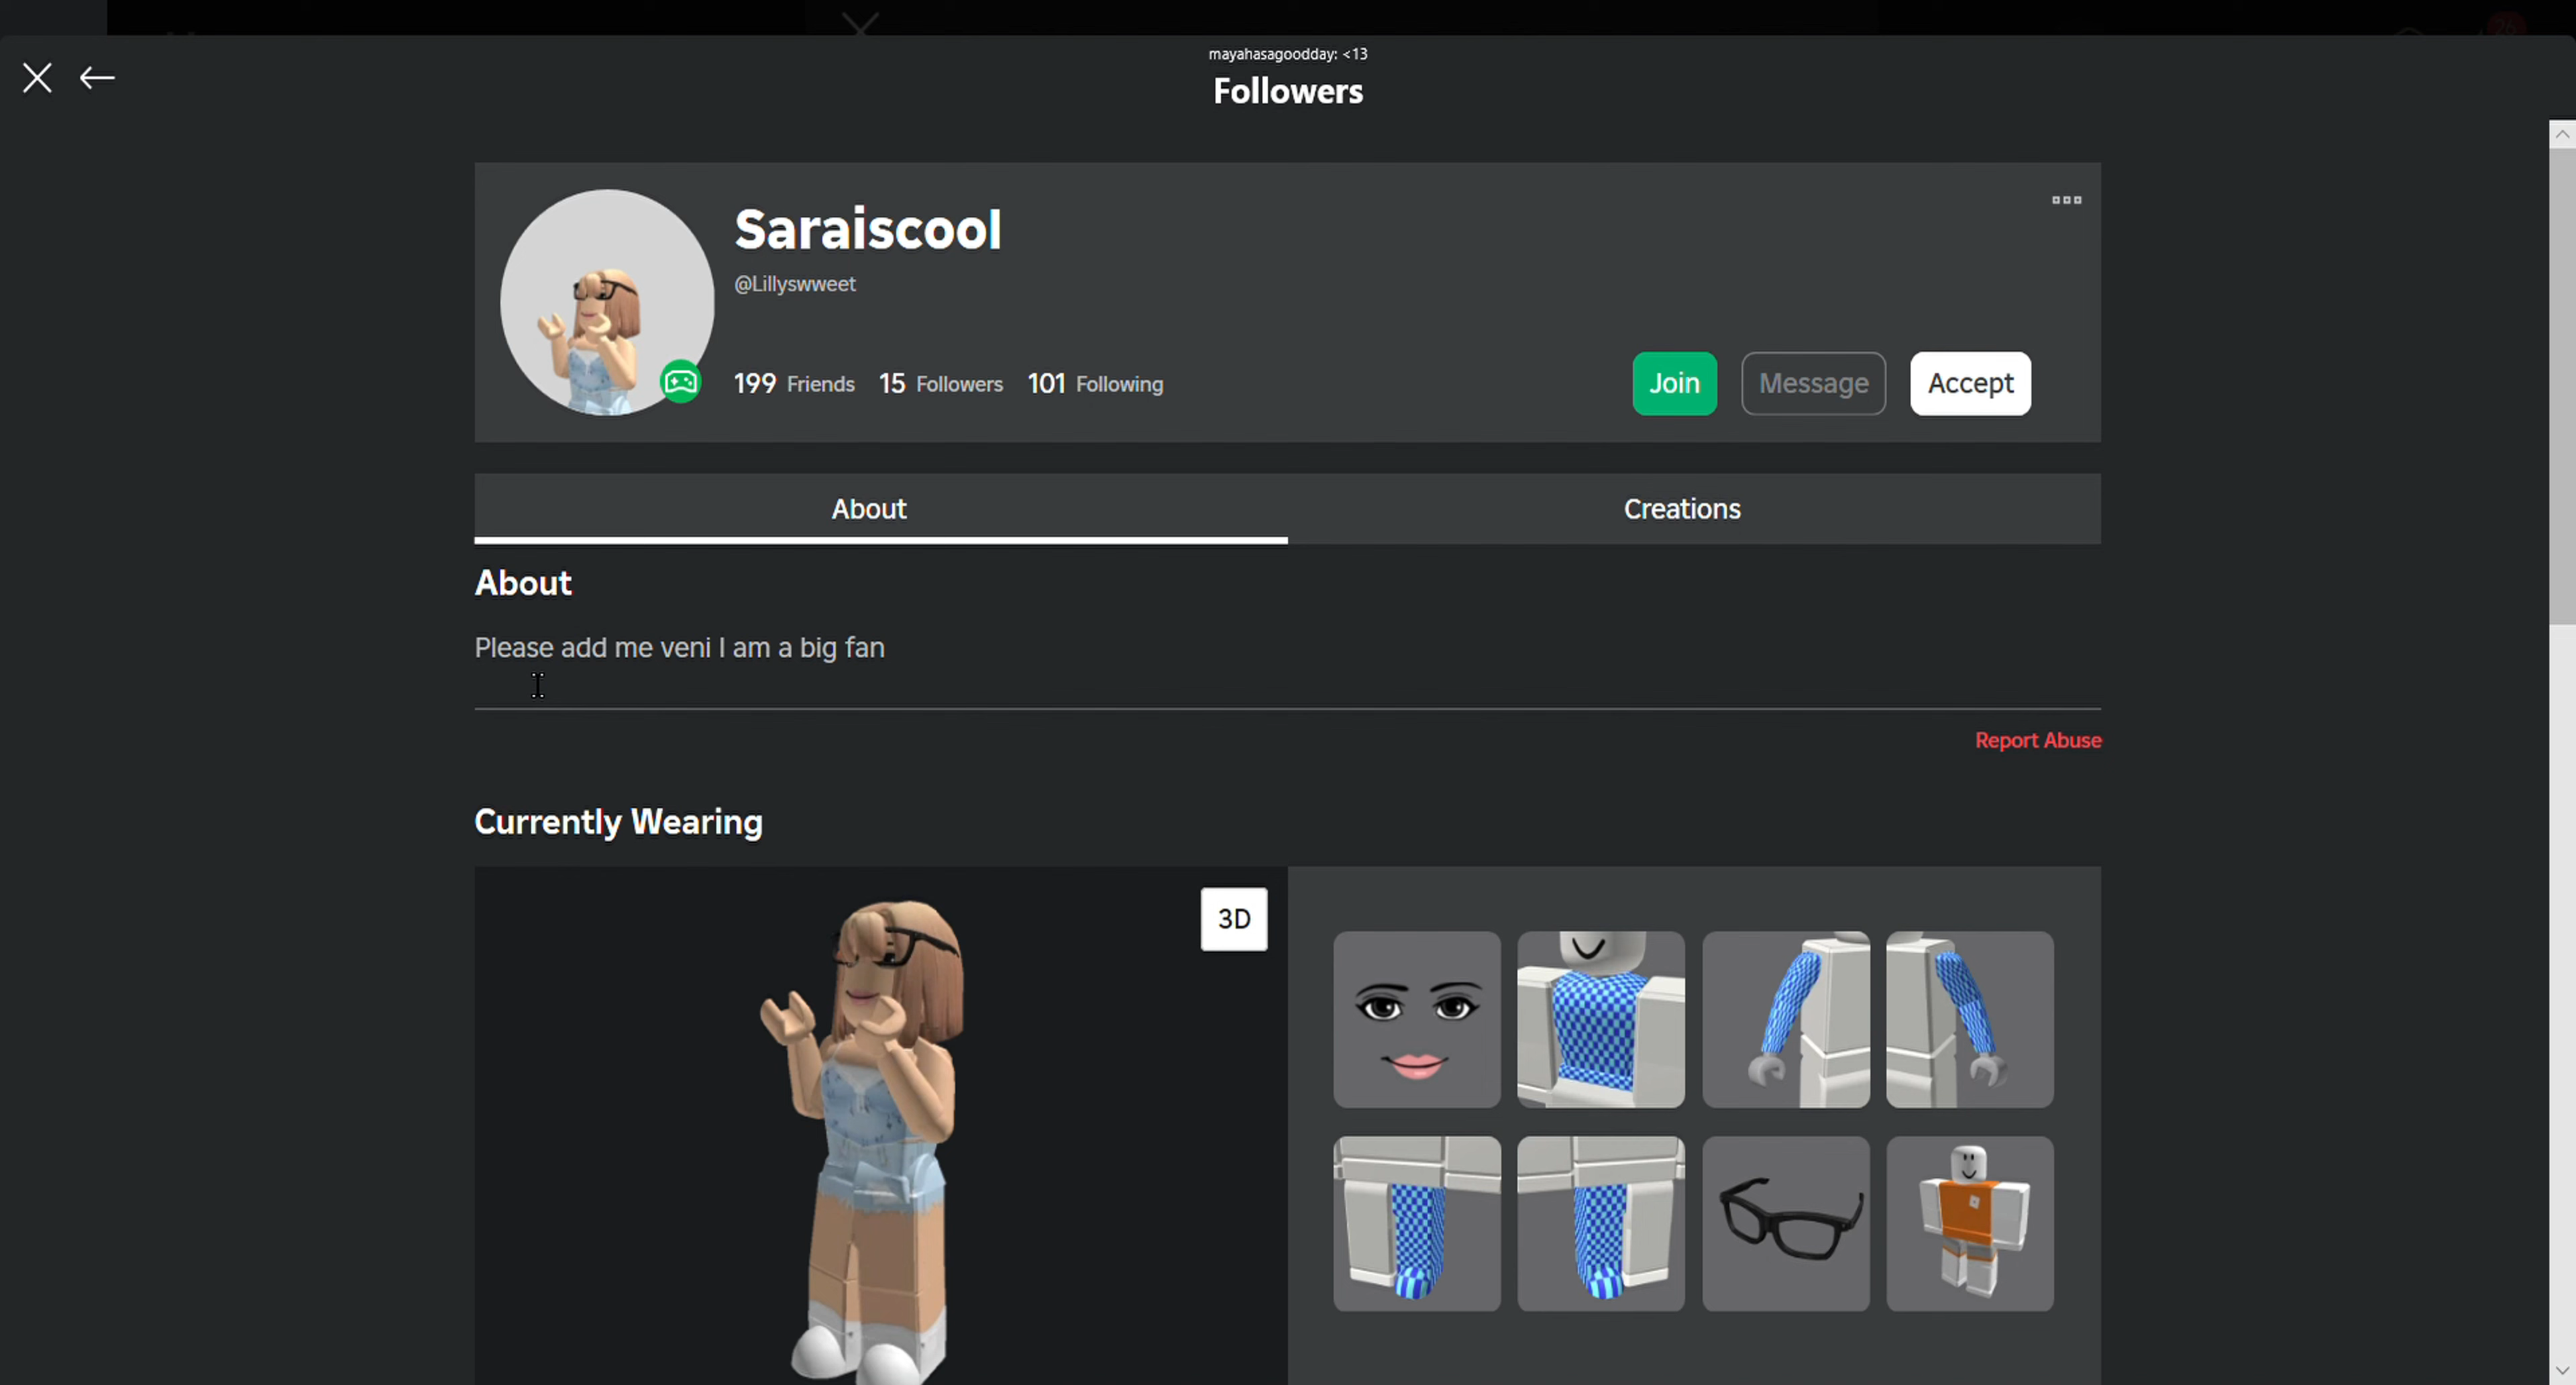 26
mayahasagoodday: <13
Followers
Saraiscool
@Lillyswweet
199 Friends 15 Followers 101 Following
Join
Message
Accept
About
Creations
About
Please add me veni I am a big fan
Report Abuse
Currently Wearing
3D